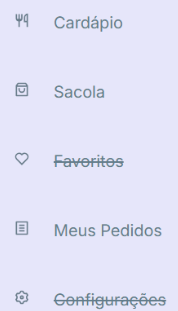 Cardápio
Sacola
Favoritos
Meus Pedidos
Configurações